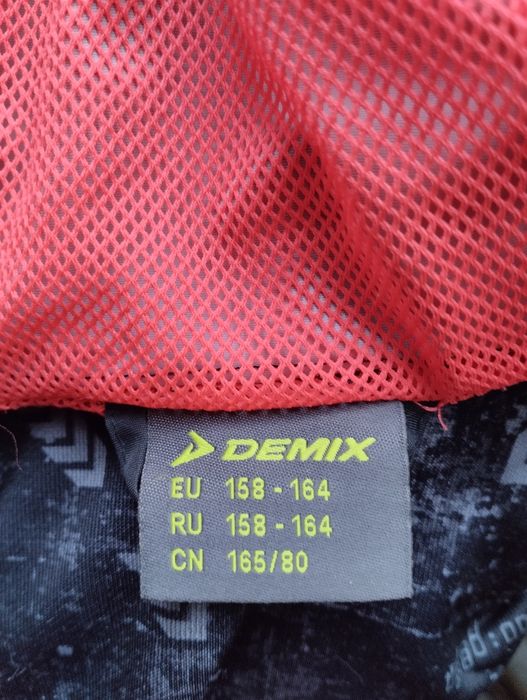 DEMIX
EU 158 - 164
RU 158 - 164
CN 165/80